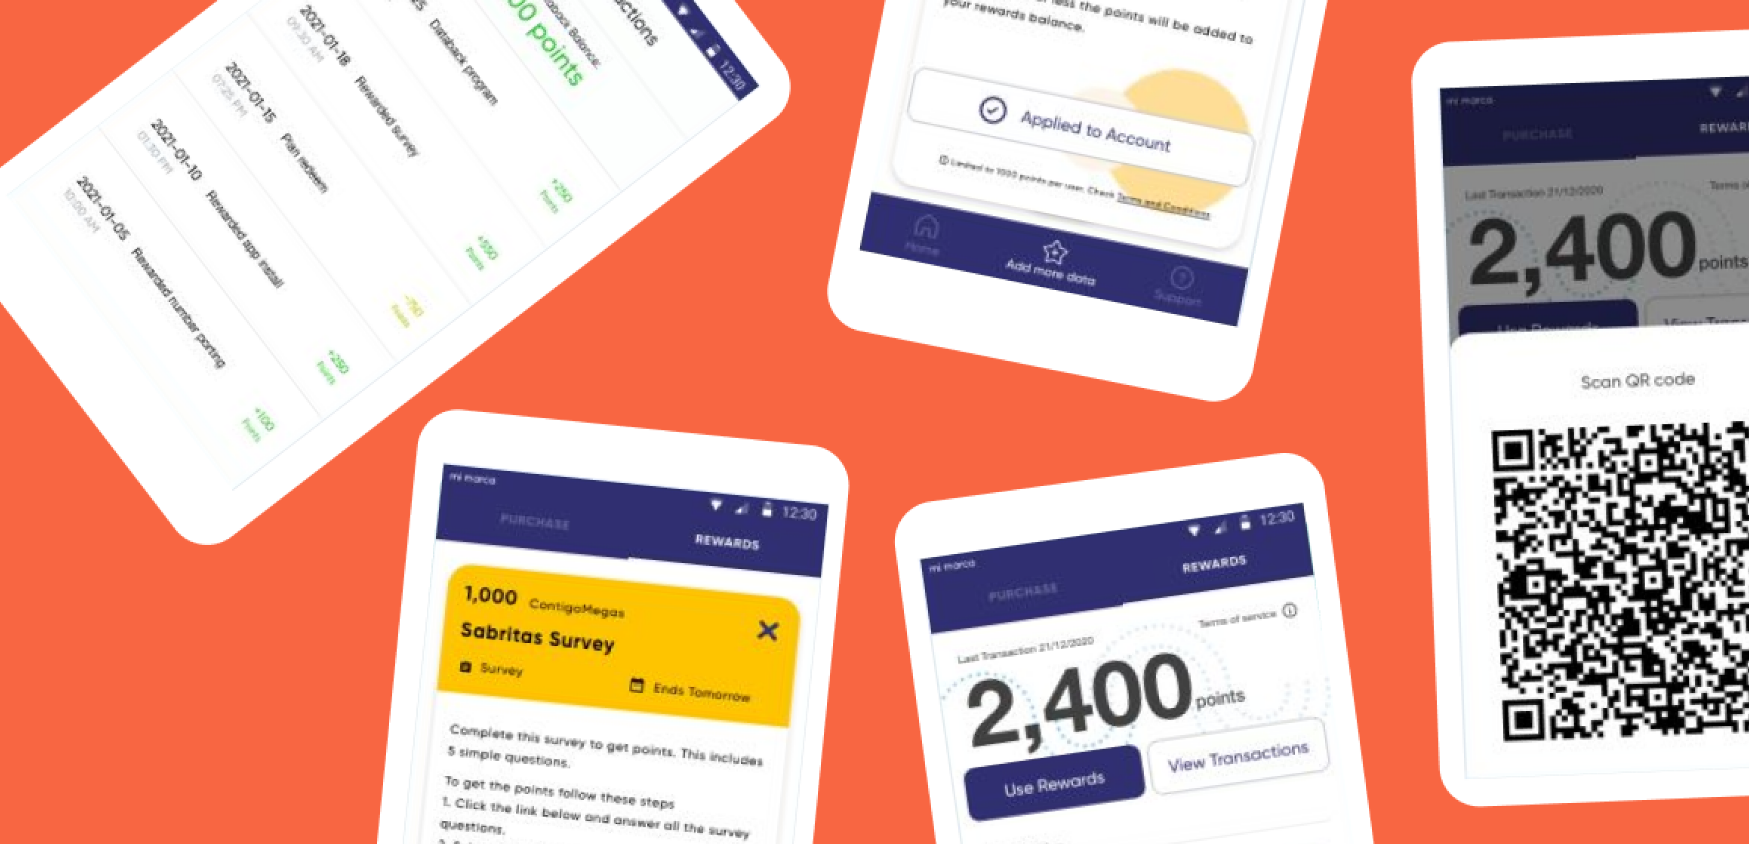 12:30
ctions
00 points
Databack program
2021-01-18
09:30 AM
Rewarded survey
+250
Points
2021-01-15
07:25 PM
Plan redeem
+550
Points
2021-01-10
01:30 PM
Rewarded app install
-750
Points
2021-01-05
10:00 AM
Rewarded number porting
+250
Points
+100
Points
less the points will be added to
your rewards balance.
Applied to Account
Limited to 1000 points per user. Check Terms and Conditions
Home
Add more data
Support
mi marca
PURCHASE
REWARDS
12:30
1,000 ContigoMegas
Sabritas Survey
Survey
Ends Tomorrow
Complete this survey to get points. This includes
5 simple questions.
To get the points follow these steps
1. Click the link below and answer all the survey
questions.
mi marca
12:30
PURCHASE
REWARDS
Last Transaction 21/12/2020
Terms of service
2,400 points
Use Rewards
View Transactions
mi marca
PURCHASE
REWAR
Last Transaction 21/12/2020
Terms
2,400 points
Use Rewards
View Trans
Scan QR code